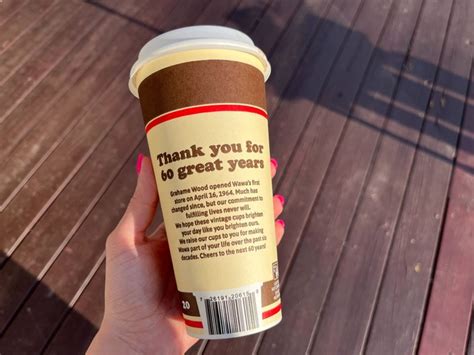 Thank you for
60 great years
Grahame Wood opened Wawa's first
store on April 16, 1964. Much has
changed since, but our commitment to
fulfilling lives never will.
We hope these vintage cups brighten
your day like you brighten ours.
We raise our cups to you for making
Wawa part of your life over the past six
decades. Cheers to the next 60 years!
20